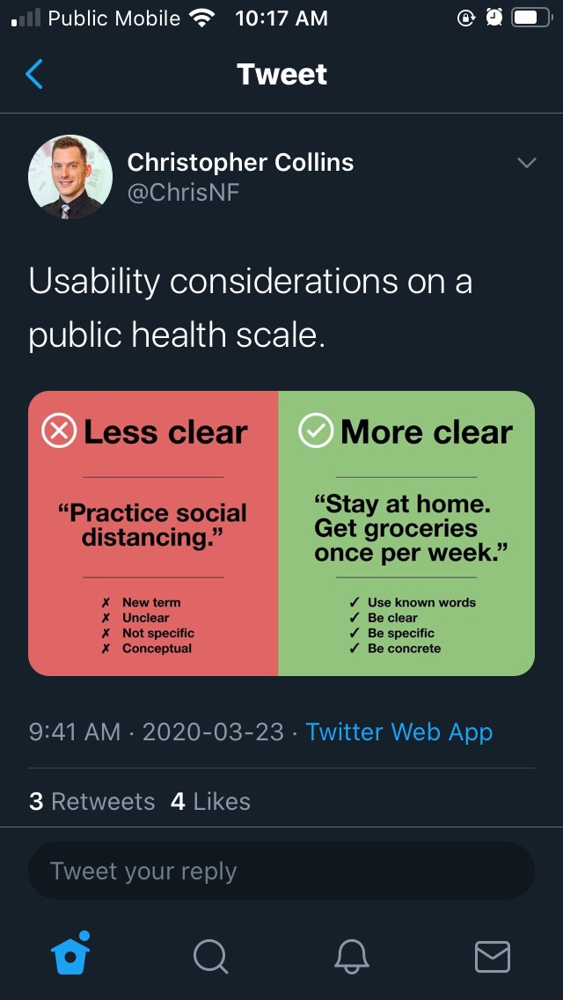 Public Mobile 10:17 AM
Tweet
Christopher Collins
@ChrisNF
Usability considerations on a
public health scale.
Less clear
“Practice social
distancing.”
✗ New term
✗ Unclear
✗ Not specific
✗ Conceptual
More clear
“Stay at home.
Get groceries
once per week.”
✓ Use known words
✓ Be clear
✓ Be specific
✓ Be concrete
9:41 AM · 2020-03-23 · Twitter Web App
3 Retweets 4 Likes
Tweet your reply